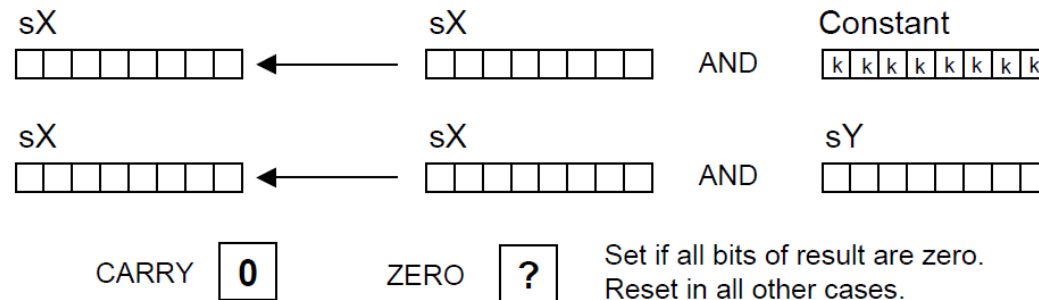 sX sX Constant
AND k k k k k k k k
sX sX sY
AND
CARRY 0 ZERO ? Set if all bits of result are zero.
Reset in all other cases.